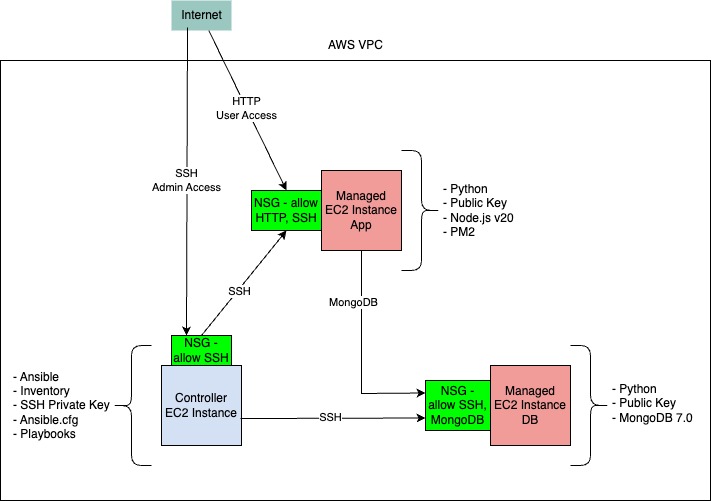 Internet
AWS VPC
HTTP
User Access
SSH
Admin Access
NSG - allow
HTTP, SSH
Managed
EC2 Instance
App
- Python
- Public Key
- Node.js v20
- PM2
SSH
MongoDB
NSG -
allow SSH
Controller
EC2 Instance
- Ansible
- Inventory
- SSH Private Key
- Ansible.cfg
- Playbooks
SSH
NSG -
allow SSH,
MongoDB
Managed
EC2 Instance
DB
- Python
- Public Key
- MongoDB 7.0